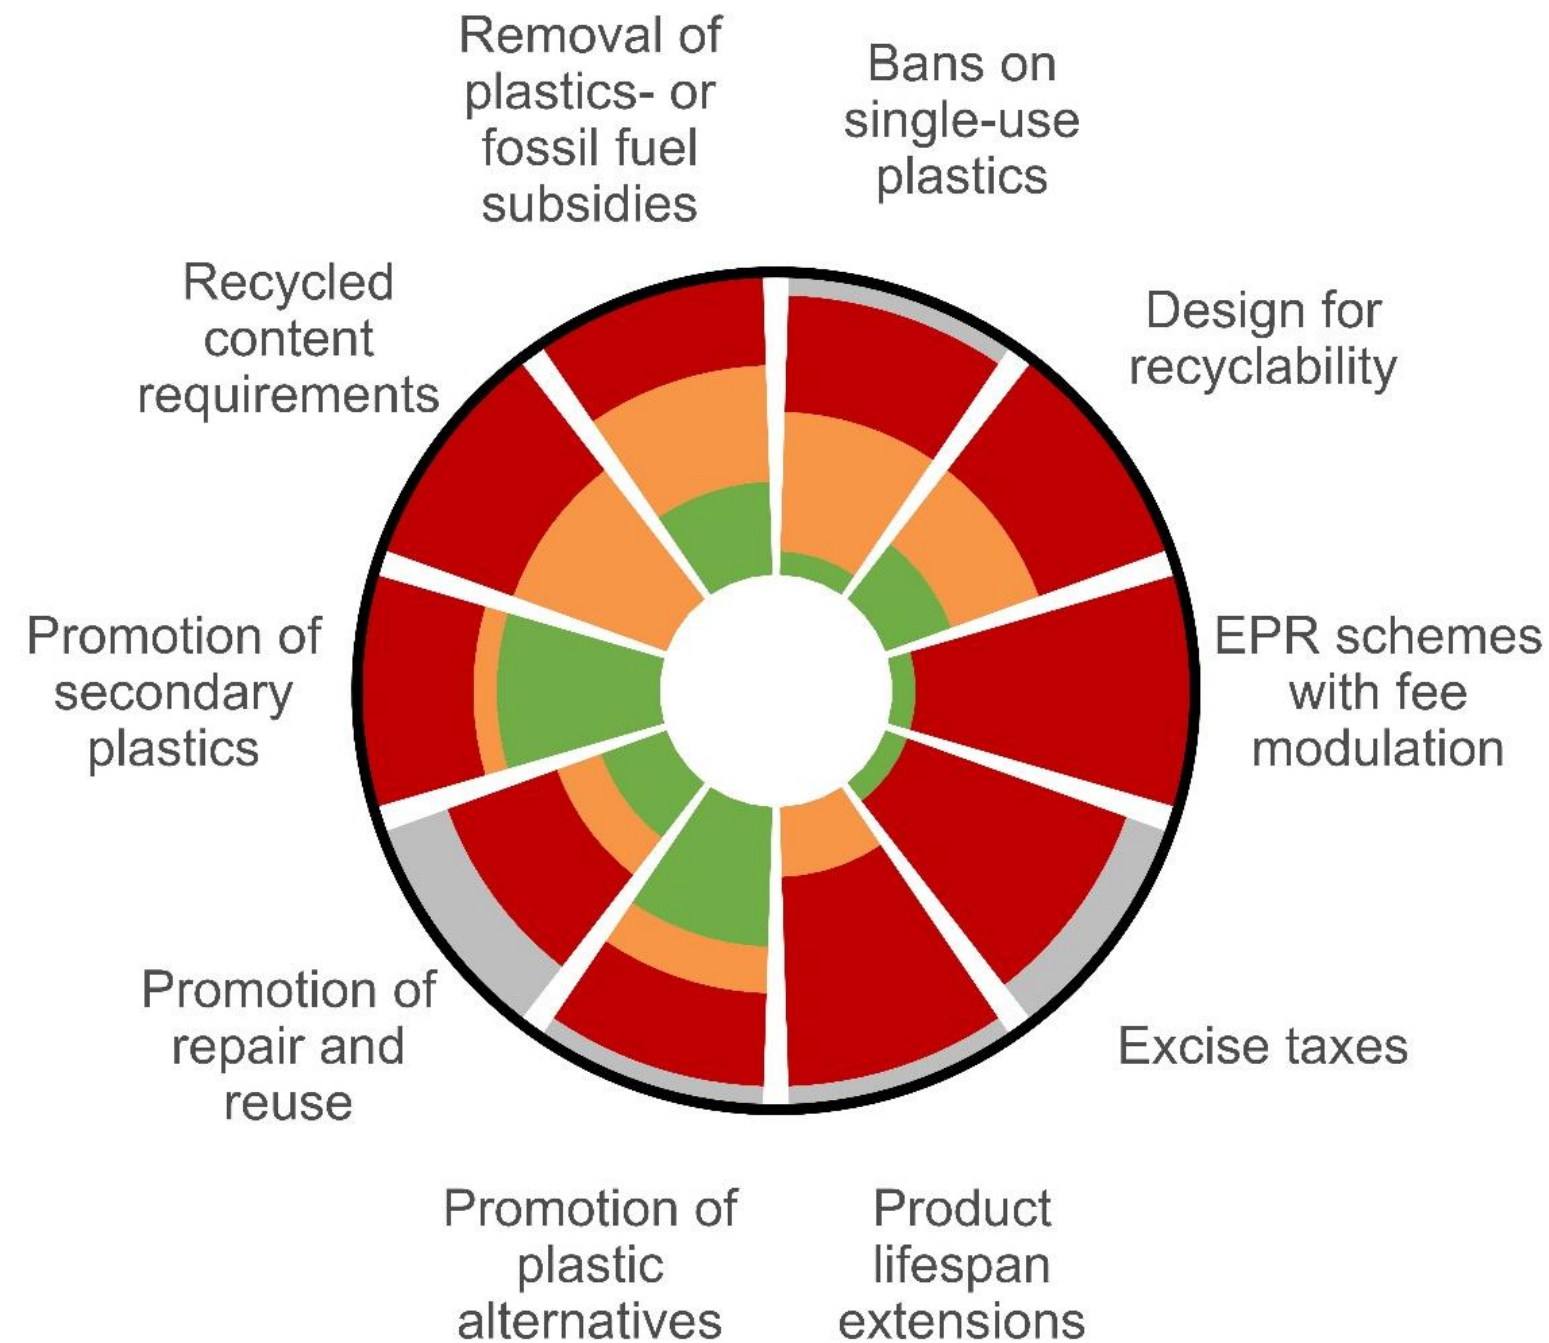 Removal of
plastics- or
fossil fuel
subsidies
Bans on
single-use
plastics
Design for
recyclability
EPR schemes
with fee
modulation
Excise taxes
Product
lifespan
extensions
Promotion of
plastic
alternatives
Promotion of
repair and
reuse
Promotion of
secondary
plastics
Recycled
content
requirements